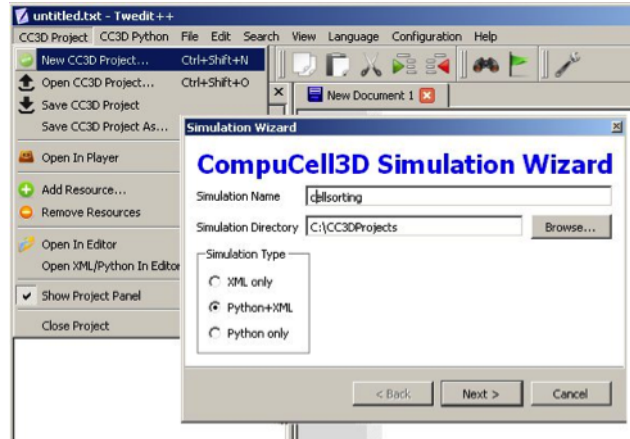 untitled.txt - Twedit++
CC3D Project CC3D Python File Edit Search View Language Configuration Help
New CC3D Project... Ctrl+Shift+N
Open CC3D Project... Ctrl+Shift+O
Save CC3D Project
Save CC3D Project As...
Open In Player
Add Resource...
Remove Resources
Open In Editor
Open XML/Python In Editor
Show Project Panel
Close Project
New Document 1
Simulation Wizard
CompuCell3D Simulation Wizard
Simulation Name cellsorting
Simulation Directory C:\CC3DProjects Browse...
Simulation Type
XML only
Python+XML
Python only
< Back Next > Cancel